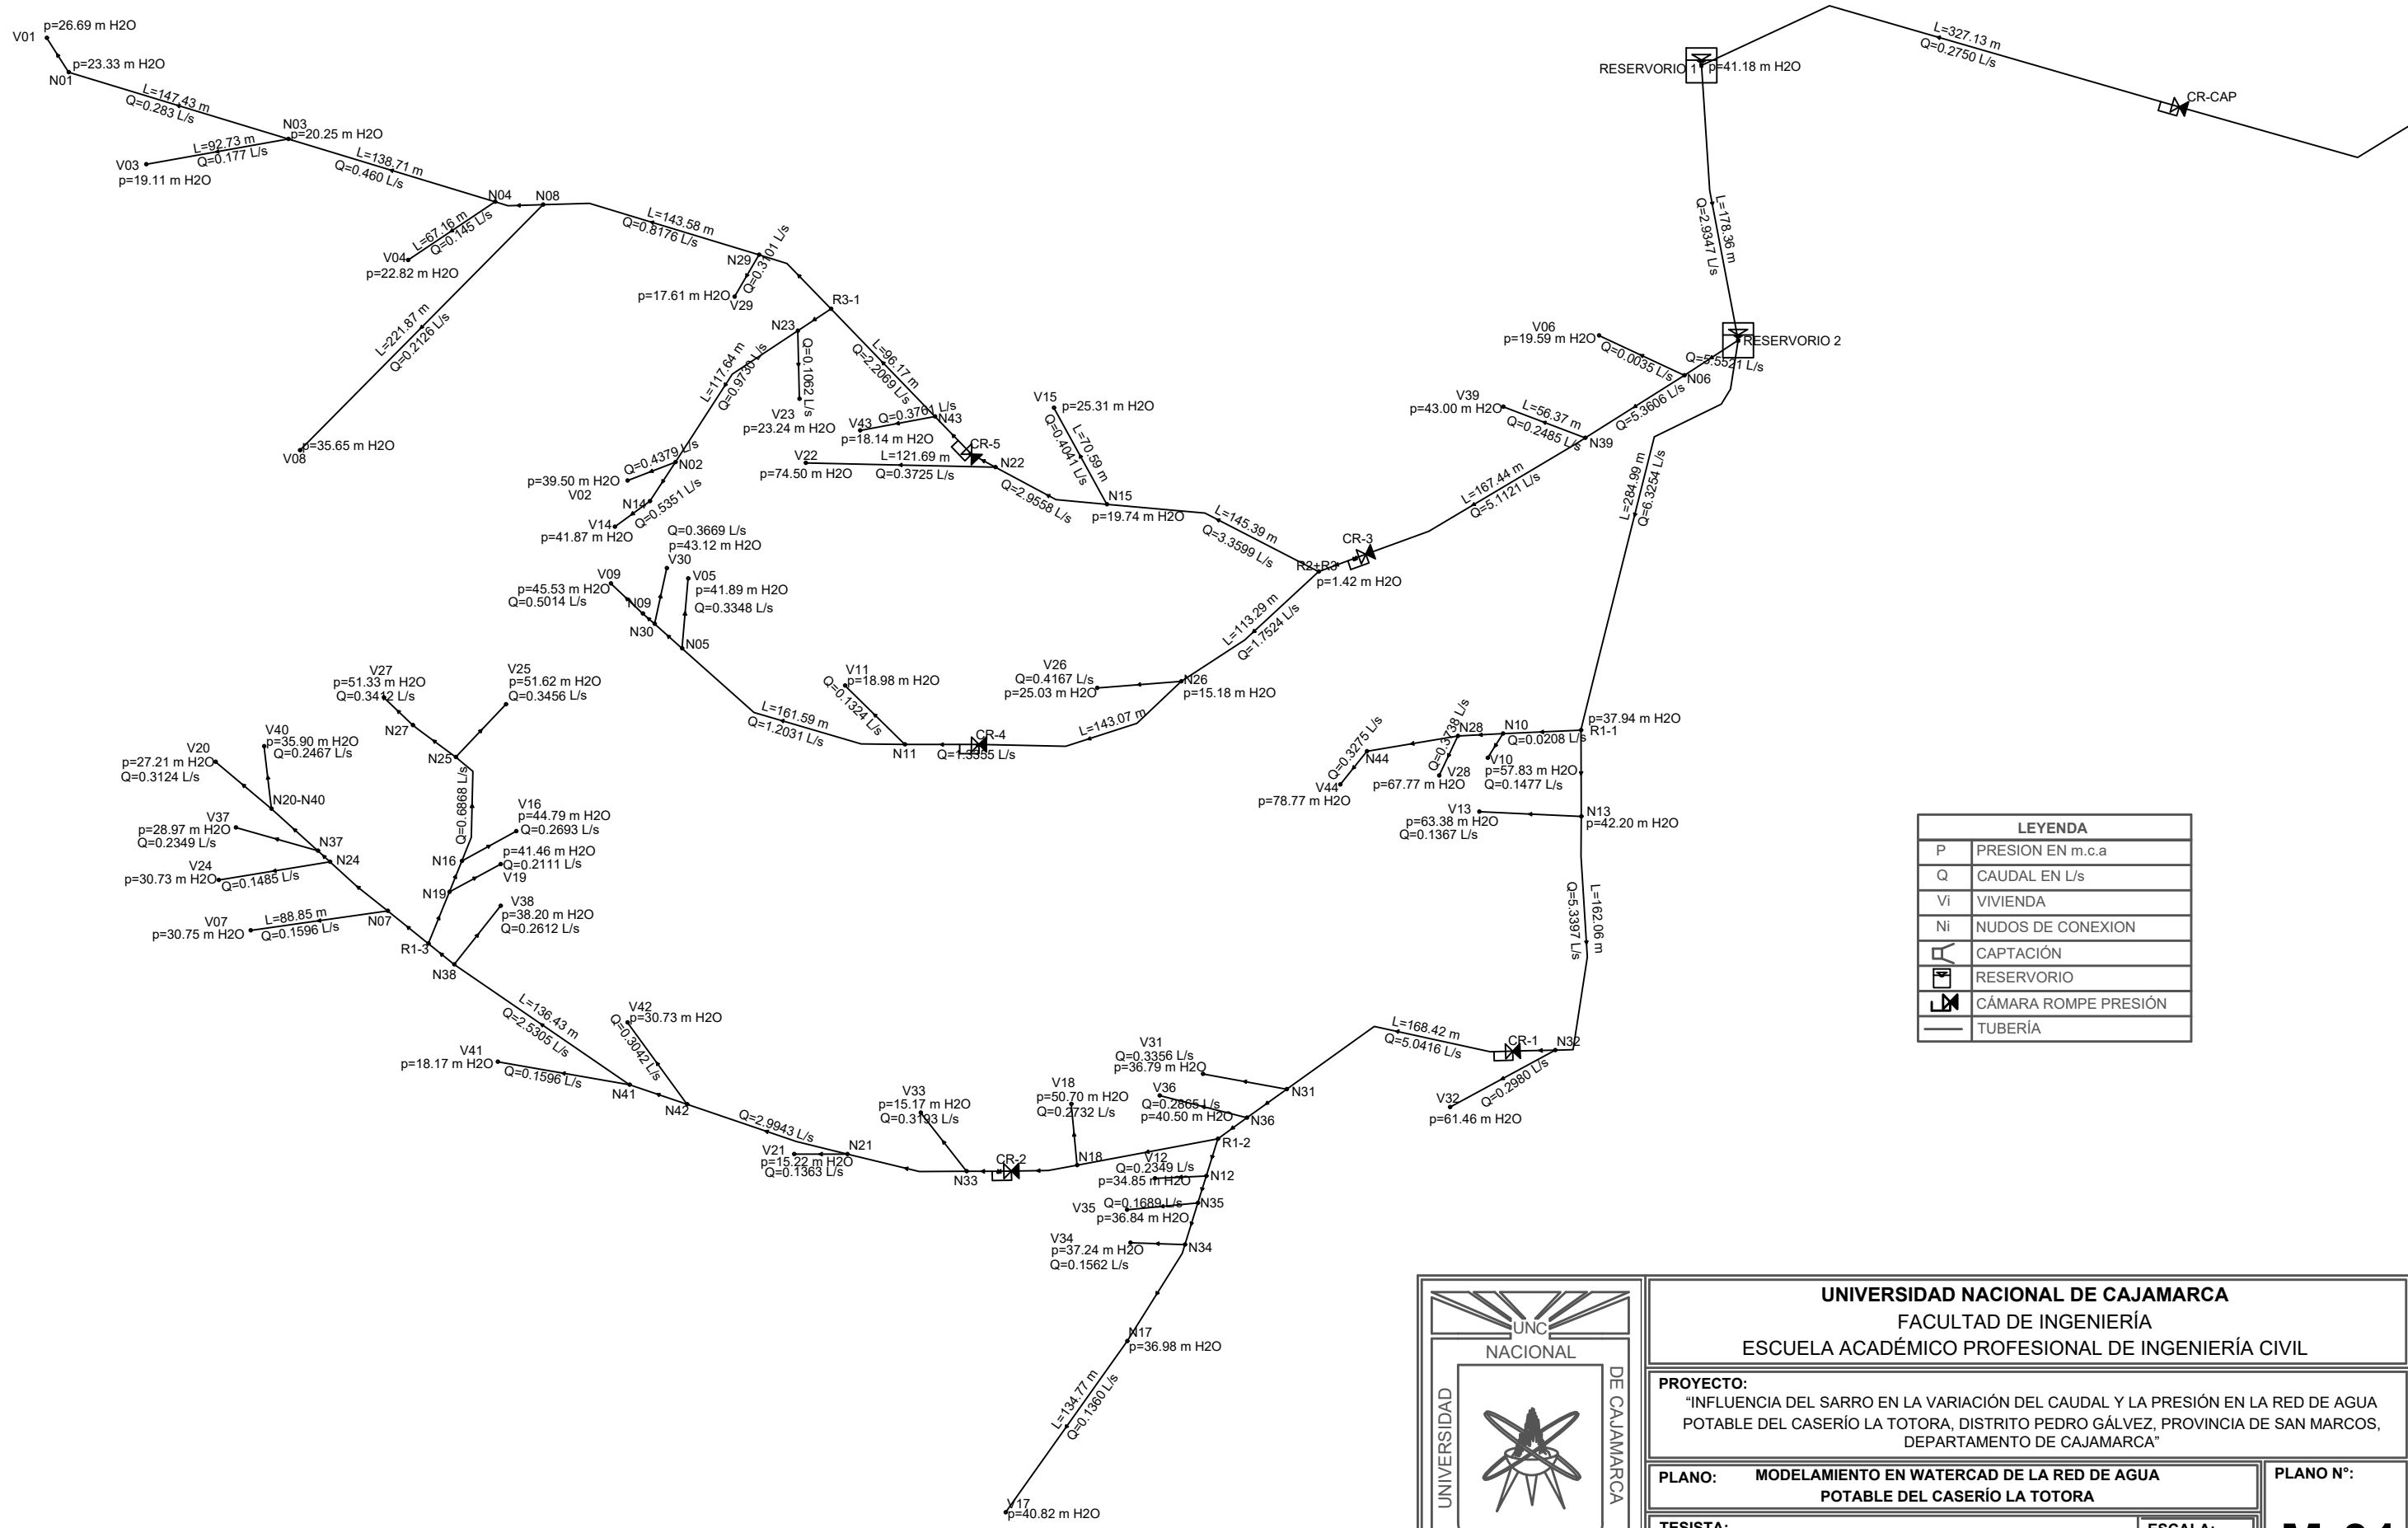 p=26.69 m H2O
V01
p=23.33 m H2O
N01
L=147.43 m
Q=0.283 L/s
N03
p=20.25 m H2O
L=92.73 m
Q=0.177 L/s
V03
p=19.11 m H2O
L=138.71 m
Q=0.460 L/s
N04
N08
L=67.16 m
Q=0.145 L/s
V04
p=22.82 m H2O
L=143.58 m
Q=0.8176 L/s
N29
Q=0.3101 L/s
p=17.61 m H2O
V29
L=221.87 m
Q=0.2126 L/s
p=35.65 m H2O
V08
R3-1
N23
L=117.64 m
Q=0.9730 L/s
Q=0.1062 L/s
V23
p=23.24 m H2O
L=96.17 m
Q=2.2069 L/s
Q=0.3761 L/s
N43
V43
p=18.14 m H2O
CR-5
V22
L=121.69 m
p=74.50 m H2O
Q=0.3725 L/s
N22
Q=0.4379 L/s
N02
p=39.50 m H2O
V02
N14
Q=0.5351 L/s
V14
p=41.87 m H2O
V15
p=25.31 m H2O
L=70.59 m
Q=0.4041 L/s
Q=2.9558 L/s
N15
p=19.74 m H2O
L=145.39 m
Q=3.3599 L/s
RESERVORIO 1
p=41.18 m H2O
L=327.13 m
Q=0.2750 L/s
CR-CAP
L=178.36 m
Q=2.9347 L/s
RESERVORIO 2
V06
p=19.59 m H2O
Q=0.0035 L/s
Q=5.5521 L/s
N06
Q=5.3606 L/s
V39
p=43.00 m H2O
L=56.37 m
Q=0.2485 L/s
N39
L=167.44 m
Q=5.1121 L/s
CR-3
R2+R3
p=1.42 m H2O
L=284.99 m
Q=6.3254 L/s
Q=0.3669 L/s
p=43.12 m H2O
V30
V09
p=45.53 m H2O
Q=0.5014 L/s
N09
N30
V05
p=41.89 m H2O
Q=0.3348 L/s
N05
L=113.29 m
Q=1.7524 L/s
V26
Q=0.4167 L/s
p=25.03 m H2O
N26
p=15.18 m H2O
L=143.07 m
V11
p=18.98 m H2O
Q=0.1324 L/s
L=161.59 m
Q=1.2031 L/s
N11
CR-4
Q=1.3355 L/s
V27
p=51.33 m H2O
Q=0.3412 L/s
V25
p=51.62 m H2O
Q=0.3456 L/s
N27
N25
V40
p=35.90 m H2O
Q=0.2467 L/s
V20
p=27.21 m H2O
Q=0.3124 L/s
N20-N40
Q=0.6868 L/s
V16
p=44.79 m H2O
Q=0.2693 L/s
N16
V37
p=28.97 m H2O
Q=0.2349 L/s
N37
N24
V24
p=30.73 m H2O
Q=0.1485 L/s
p=41.46 m H2O
Q=0.2111 L/s
V19
N19
V38
p=38.20 m H2O
Q=0.2612 L/s
V07
p=30.75 m H2O
L=88.85 m
Q=0.1596 L/s
N07
R1-3
N38
p=37.94 m H2O
R1-1
N10
Q=0.0208 L/s
V10
p=57.83 m H2O
Q=0.1477 L/s
N28
Q=0.3738 L/s
V28
p=67.77 m H2O
Q=0.3275 L/s
N44
V44
p=78.77 m H2O
V13
p=63.38 m H2O
Q=0.1367 L/s
N13
p=42.20 m H2O
L=162.06 m
Q=5.3397 L/s
LEYENDA
P PRESION EN m.c.a
Q CAUDAL EN L/s
Vi VIVIENDA
Ni NUDOS DE CONEXION
CAPTACIÓN
RESERVORIO
CÁMARA ROMPE PRESIÓN
TUBERÍA
L=136.43 m
Q=2.5305 L/s
V42
p=30.73 m H2O
Q=0.3042 L/s
V41
p=18.17 m H2O
Q=0.1596 L/s
N41
N42
Q=2.9943 L/s
V21
p=15.22 m H2O
Q=0.1363 L/s
N21
V33
p=15.17 m H2O
Q=0.3193 L/s
N33
CR-2
V18
p=50.70 m H2O
Q=0.2732 L/s
N18
V31
Q=0.3356 L/s
p=36.79 m H2O
V36
Q=0.2865 L/s
p=40.50 m H2O
N31
N36
R1-2
L=168.42 m
Q=5.0416 L/s
CR-1
N32
Q=0.2980 L/s
V32
p=61.46 m H2O
V12
Q=0.2349 L/s
p=34.85 m H2O
N12
V35
Q=0.1689 L/s
p=36.84 m H2O
N35
V34
p=37.24 m H2O
Q=0.1562 L/s
N34
N17
p=36.98 m H2O
L=134.77 m
Q=0.1360 L/s
V17
p=40.82 m H2O
UNC
NACIONAL
UNIVERSIDAD
DE CAJAMARCA
UNIVERSIDAD NACIONAL DE CAJAMARCA
FACULTAD DE INGENIERÍA
ESCUELA ACADÉMICO PROFESIONAL DE INGENIERÍA CIVIL
PROYECTO:
“INFLUENCIA DEL SARRO EN LA VARIACIÓN DEL CAUDAL Y LA PRESIÓN EN LA RED DE AGUA
POTABLE DEL CASERÍO LA TOTORA, DISTRITO PEDRO GÁLVEZ, PROVINCIA DE SAN MARCOS,
DEPARTAMENTO DE CAJAMARCA”
PLANO: MODELAMIENTO EN WATERCAD DE LA RED DE AGUA
POTABLE DEL CASERÍO LA TOTORA
PLANO N°:
TESISTA:
ESCALA: